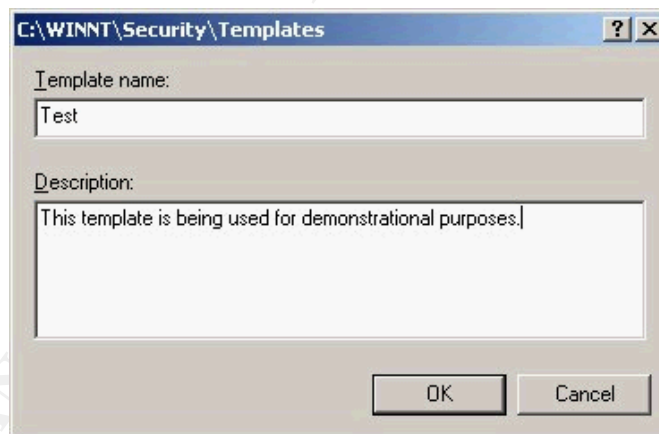 C:\WINNT\Security\Templates
Template name:
Test
Description:
This template is being used for demonstrational purposes.
OK
Cancel